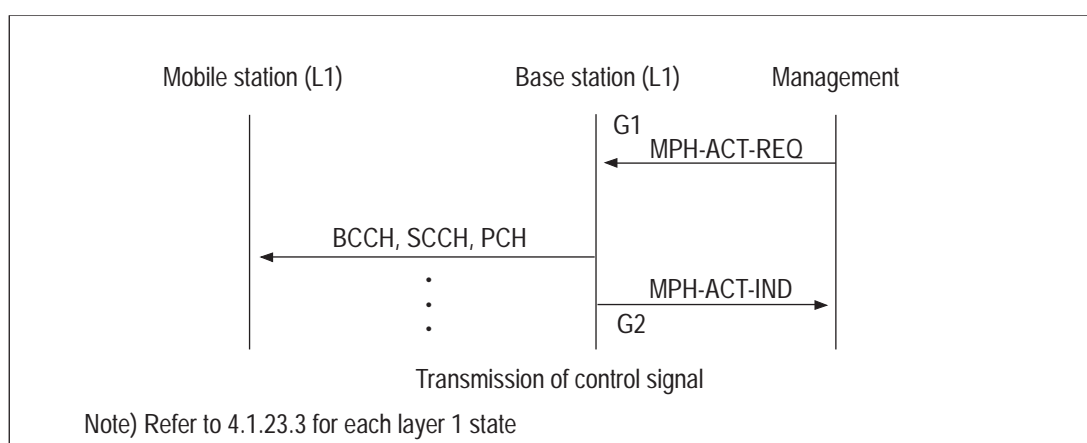 Mobile station (L1) Base station (L1) Management
G1
MPH-ACT-REQ
BCCH, SCCH, PCH
MPH-ACT-IND
G2
Transmission of control signal
Note) Refer to 4.1.23.3 for each layer 1 state